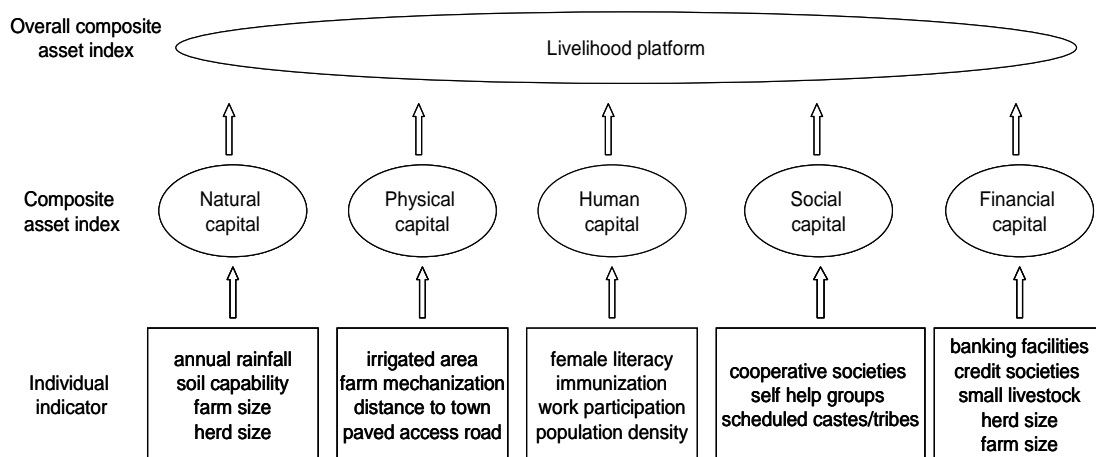 Overall composite
asset index
Livelihood platform
Composite
asset index
Natural
capital
Physical
capital
Human
capital
Social
capital
Financial
capital
Individual
indicator
annual rainfall
soil capability
farm size
herd size
irrigated area
farm mechanization
distance to town
paved access road
female literacy
immunization
work participation
population density
cooperative societies
self help groups
scheduled castes/tribes
banking facilities
credit societies
small livestock
herd size
farm size